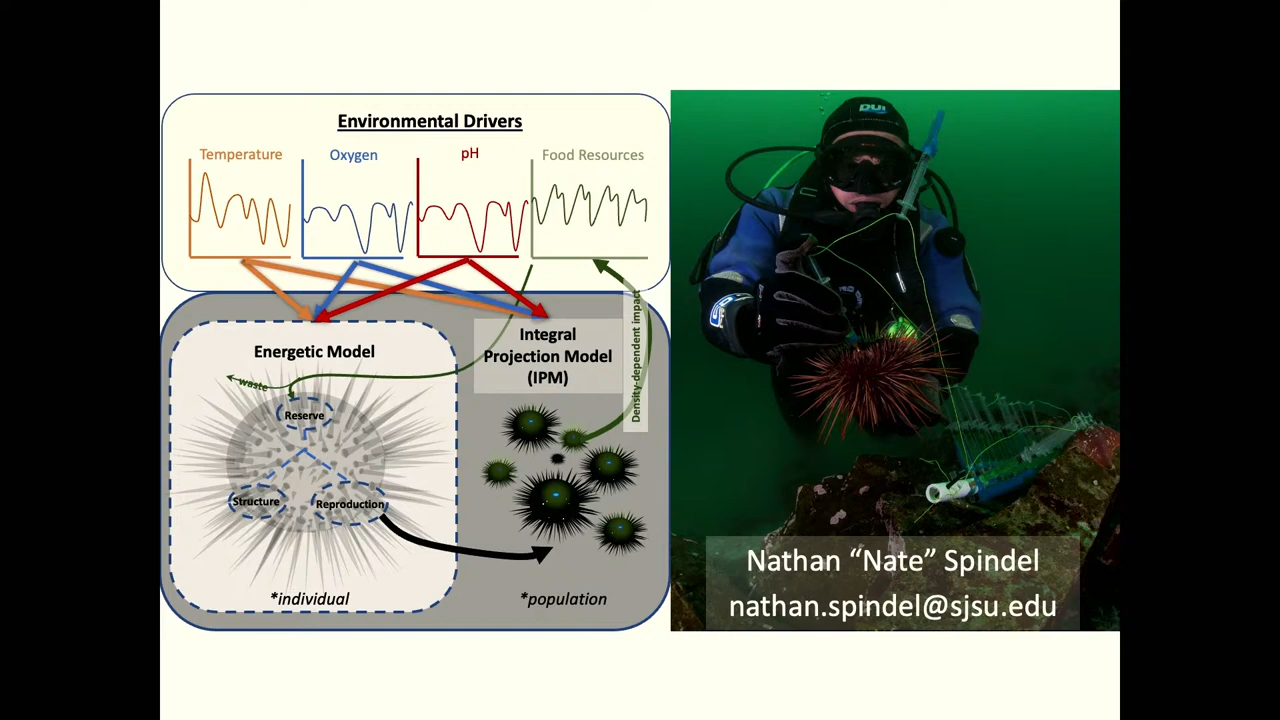 Environmental Drivers
Temperature
Oxygen
pH
Food Resources
Energetic Model
waste
Reserve
Structure
Reproduction
*individual
Integral
Projection Model
(IPM)
Density-dependent impact
*population
DUI
Nathan “Nate” Spindel
nathan.spindel@sjsu.edu